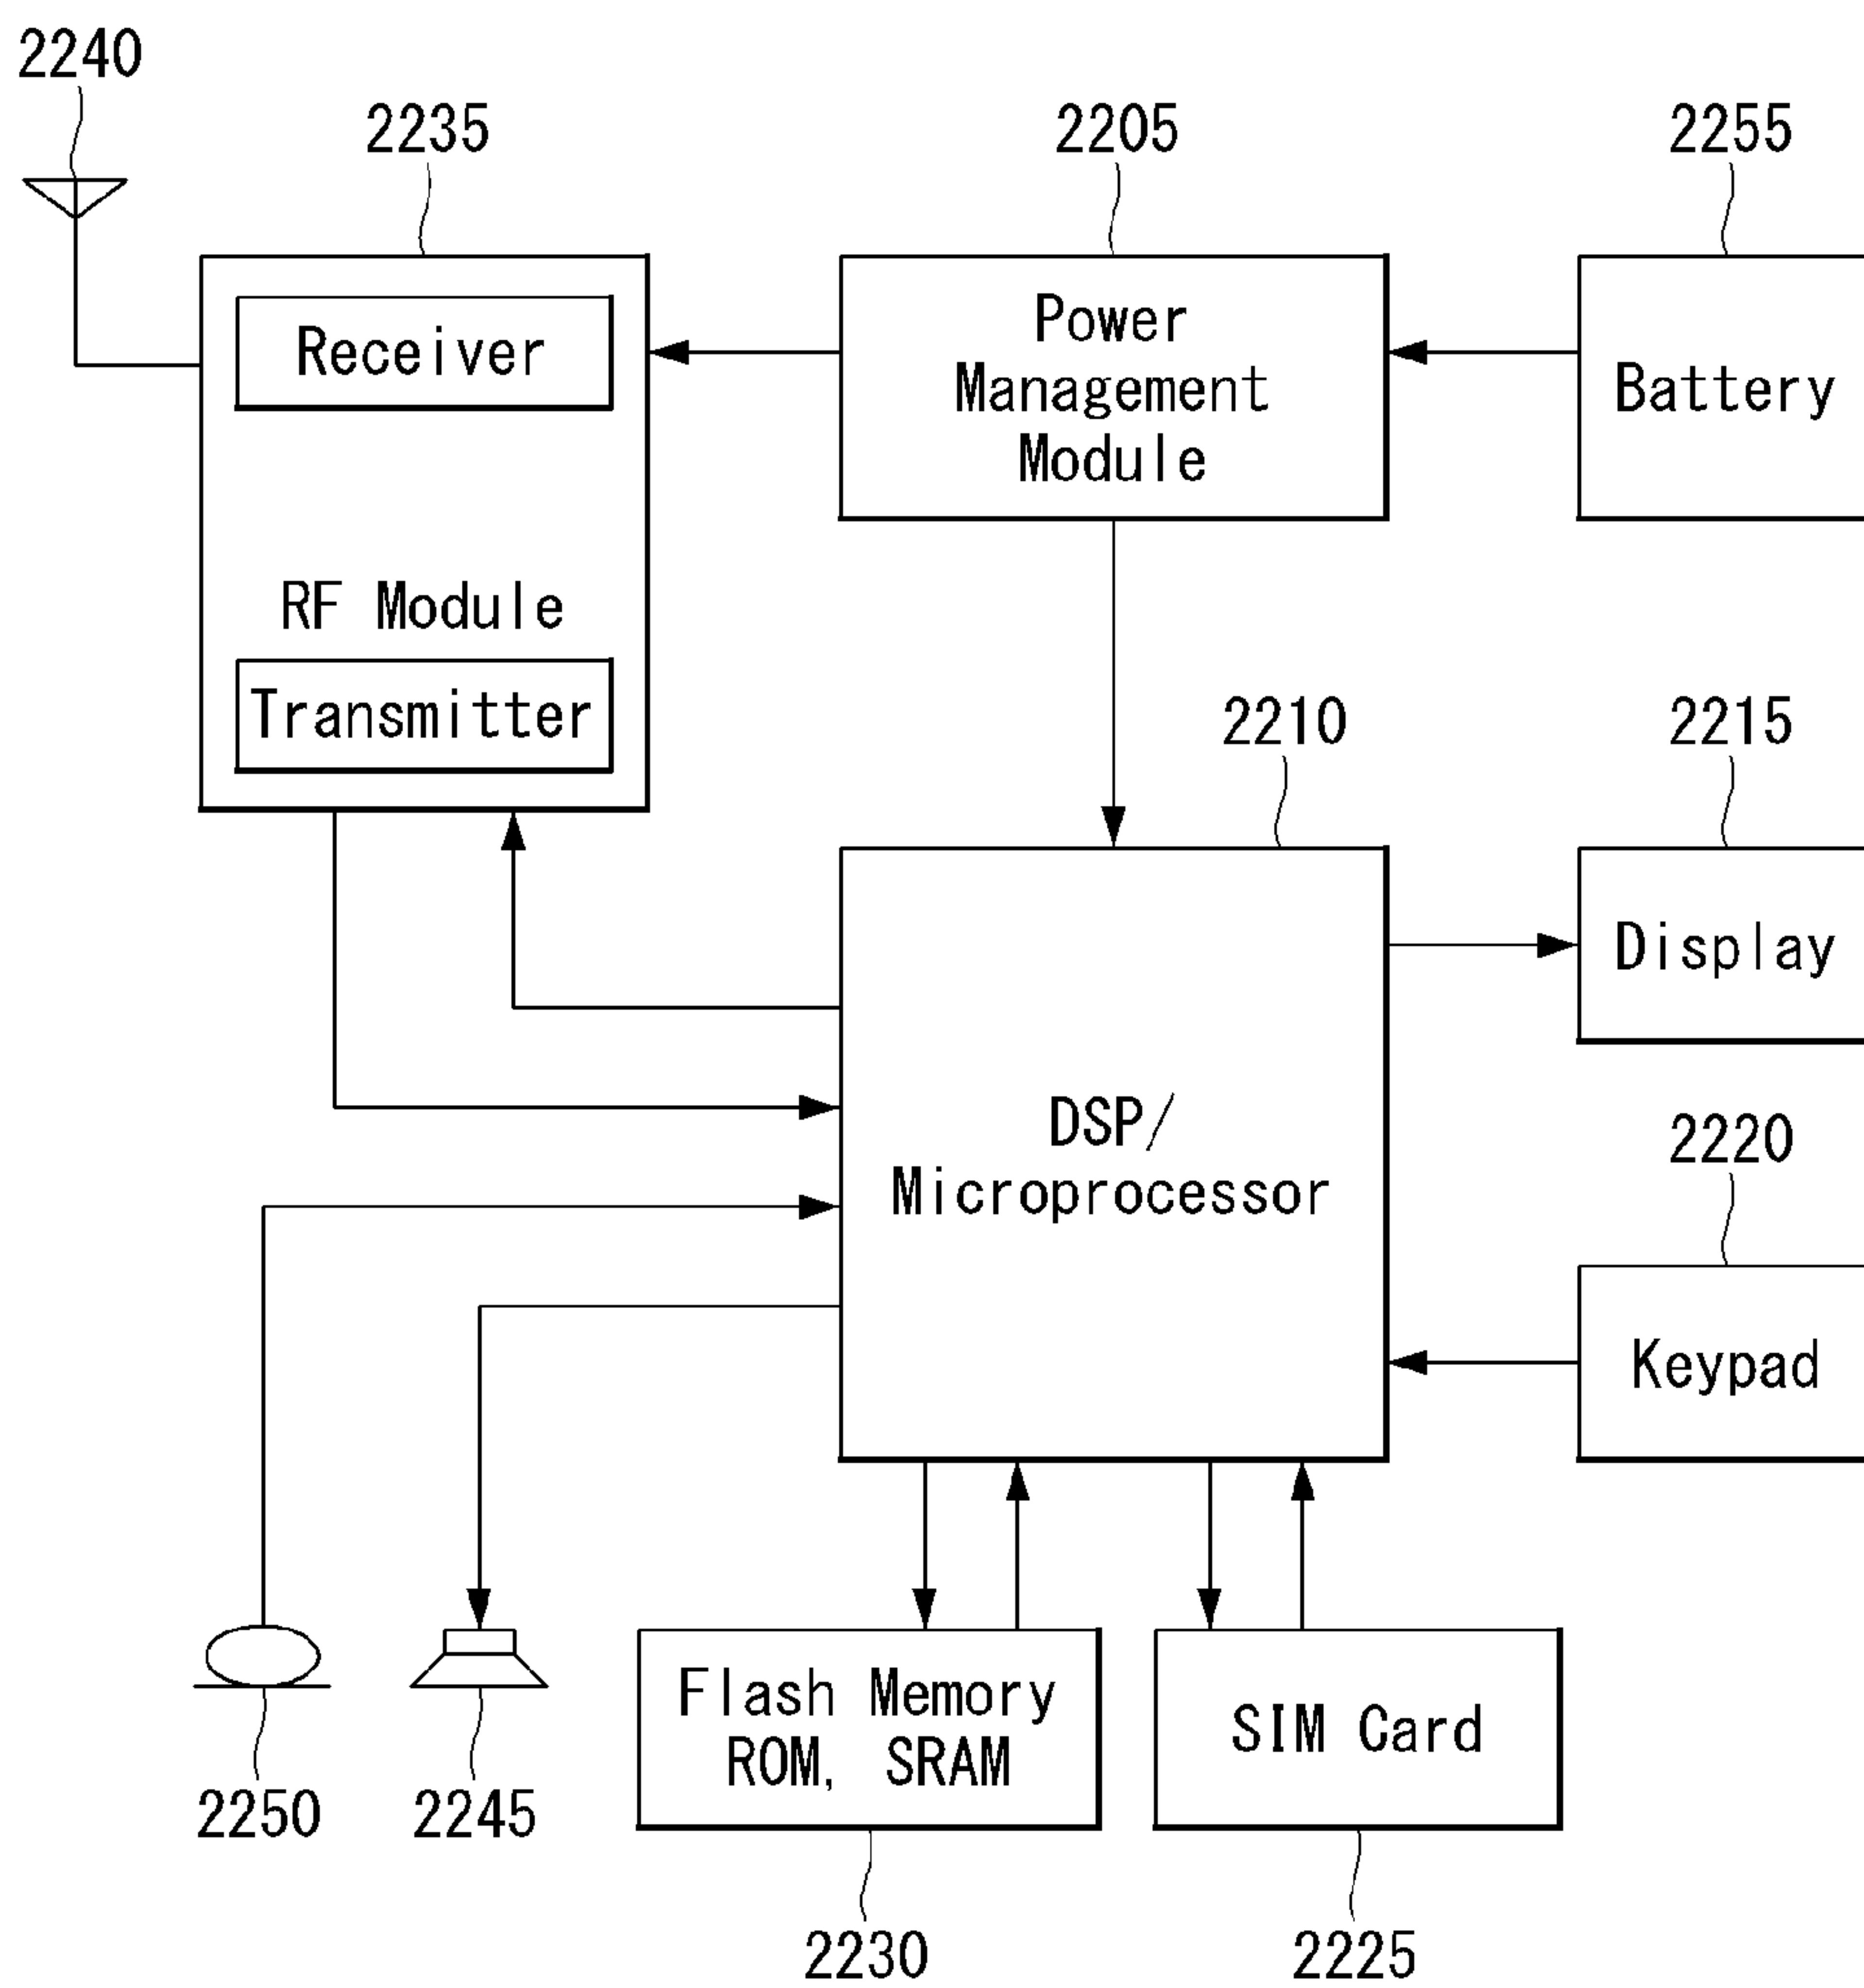 2240
2235
2205
2255
Receiver
RF Module
Transmitter
Power
Management
Module
Battery
2210
2215
DSP/
Microprocessor
Display
2220
Keypad
Flash Memory
ROM, SRAM
SIM Card
2250
2245
2230
2225